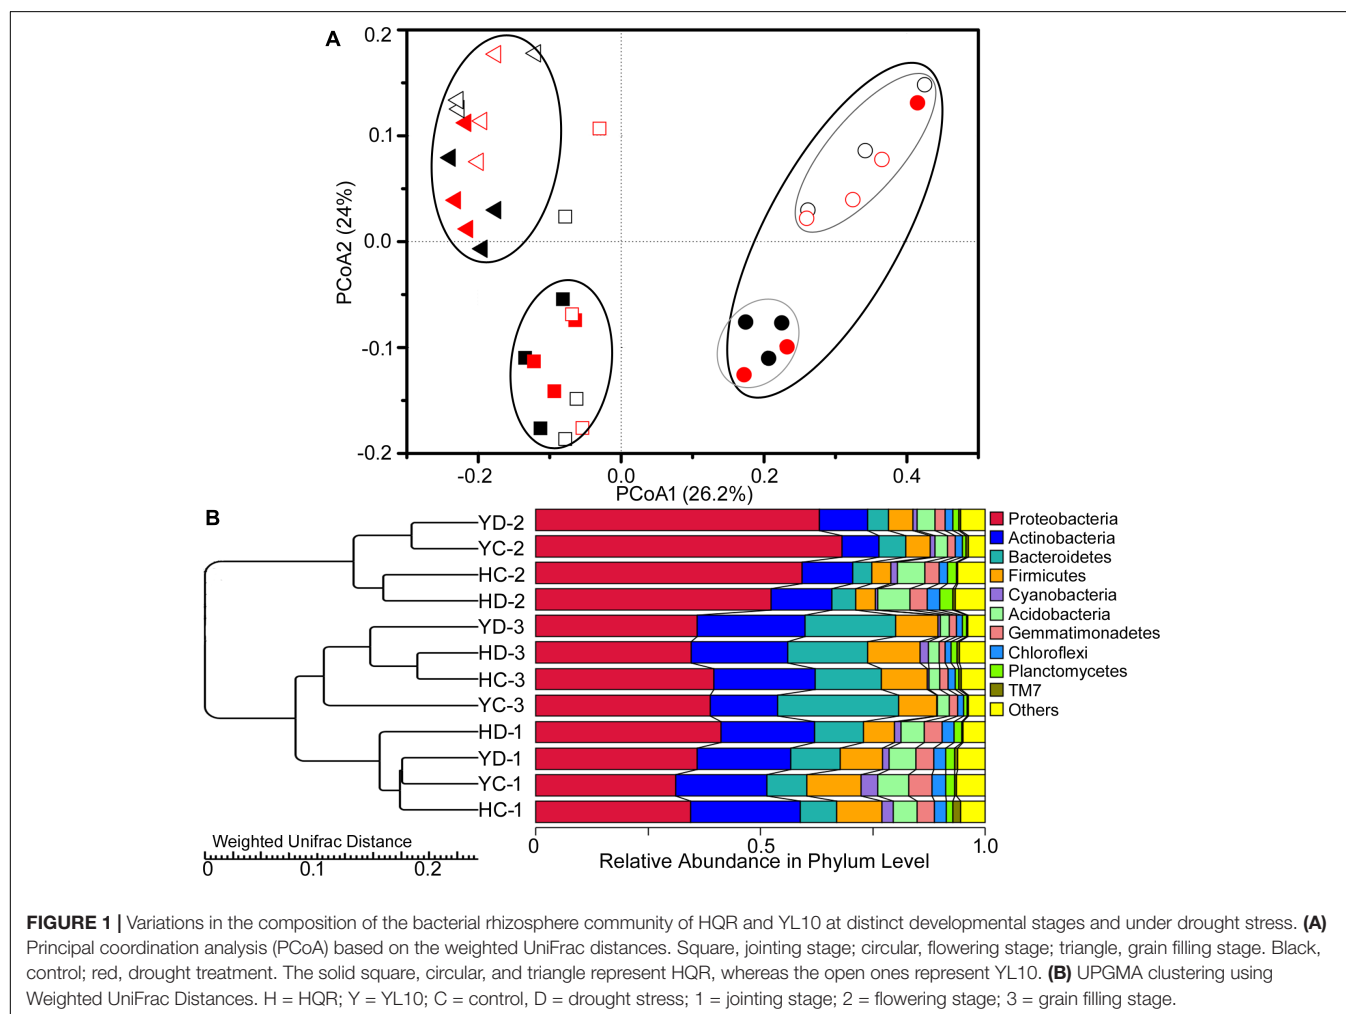 A
0.2
0.1
0.0
-0.1
-0.2
PCoA2 (24%)
-0.2
0.0
0.2
0.4
PCoA1 (26.2%)
B
YD-2
YC-2
HC-2
HD-2
YD-3
HD-3
HC-3
YC-3
HD-1
YD-1
YC-1
HC-1
Proteobacteria
Actinobacteria
Bacteroidetes
Firmicutes
Cyanobacteria
Acidobacteria
Gemmatimonadetes
Chloroflexi
Planctomycetes
TM7
Others
Weighted Unifrac Distance
0
0.1
0.2
0
0.5
1.0
Relative Abundance in Phylum Level
FIGURE 1 | Variations in the composition of the bacterial rhizosphere community of HQR and YL10 at distinct developmental stages and under drought stress. (A)
Principal coordination analysis (PCoA) based on the weighted UniFrac distances. Square, jointing stage; circular, flowering stage; triangle, grain filling stage. Black,
control; red, drought treatment. The solid square, circular, and triangle represent HQR, whereas the open ones represent YL10. (B) UPGMA clustering using
Weighted UniFrac Distances. H = HQR; Y = YL10; C = control, D = drought stress; 1 = jointing stage; 2 = flowering stage; 3 = grain filling stage.